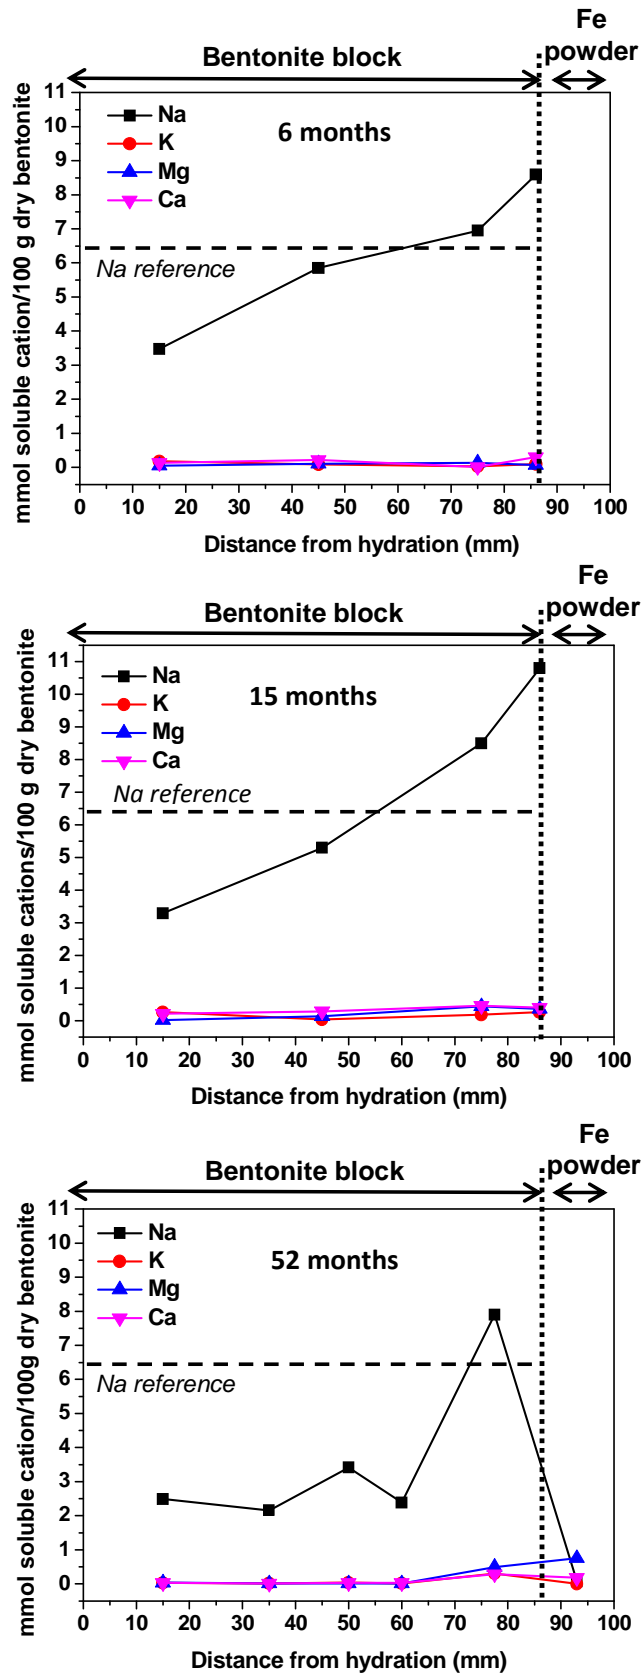 Fe
Bentonite block
powder
11
10
9
8
7
6
5
4
3
2
1
0
Na
K
Mg
Ca
6 months
Na reference
mmol soluble cation/100 g dry bentonite
0 10 20 30 40 50 60 70 80 90 100
Distance from hydration (mm)
Fe
Bentonite block
powder
11
10
9
8
7
6
5
4
3
2
1
0
Na
K
Mg
Ca
15 months
Na reference
mmol soluble cations/100 g dry bentonite
0 10 20 30 40 50 60 70 80 90 100
Distance from hydration (mm)
Fe
Bentonite block
powder
11
10
9
8
7
6
5
4
3
2
1
0
Na
K
Mg
Ca
52 months
Na reference
mmol soluble cation/100g dry bentonite
0 10 20 30 40 50 60 70 80 90 100
Distance from hydration (mm)